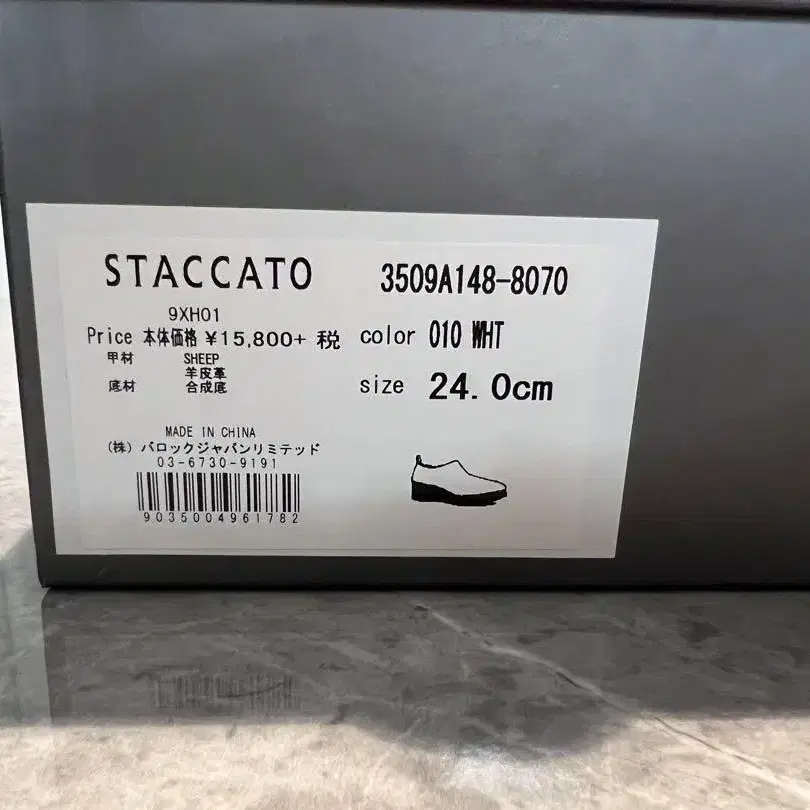 STACCATO
3509A148-8070
9XH01
Price 本体価格 ¥15,800+ 税
color 010 WHT
甲材 SHEEP
羊皮革
底材 合成底
size 24.0cm
MADE IN CHINA
(株) バロックジャパンリミテッド
03-6730-9191
9035004961782